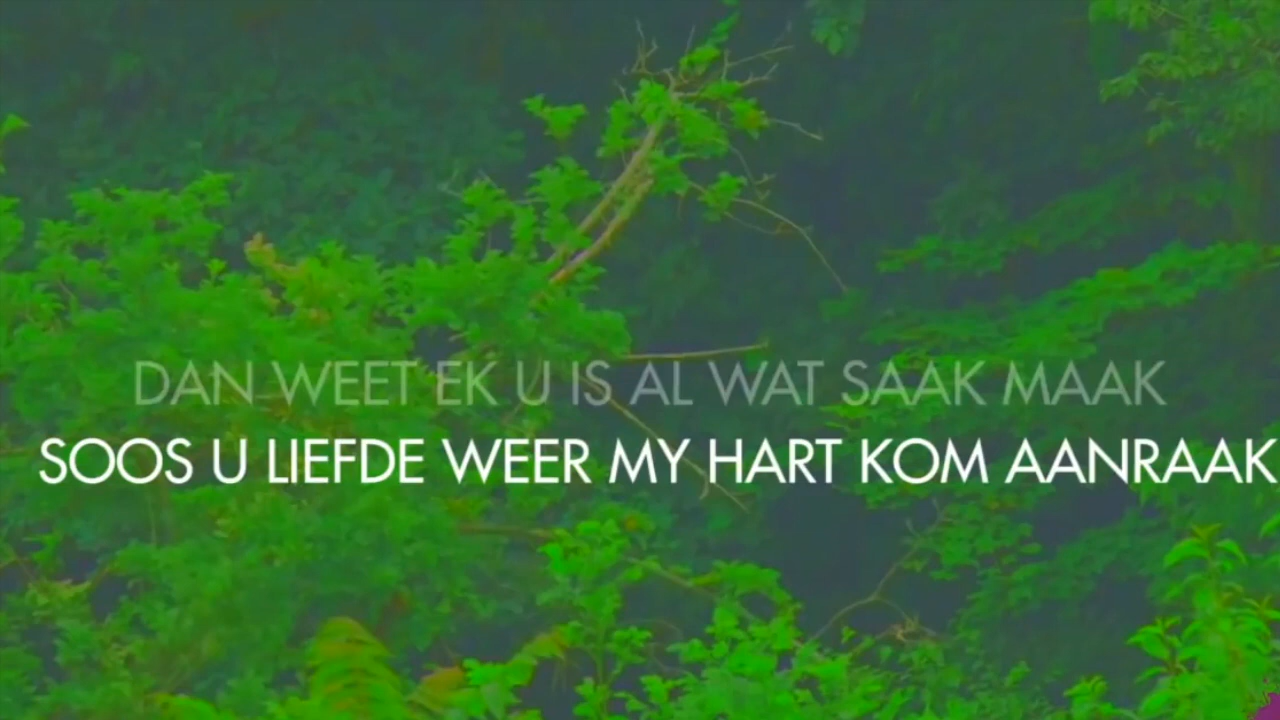 DAN WEET EK U IS AL WAT SAAK MAAK
SOOS U LIEFDE WEER MY HART KOM AANRAAK